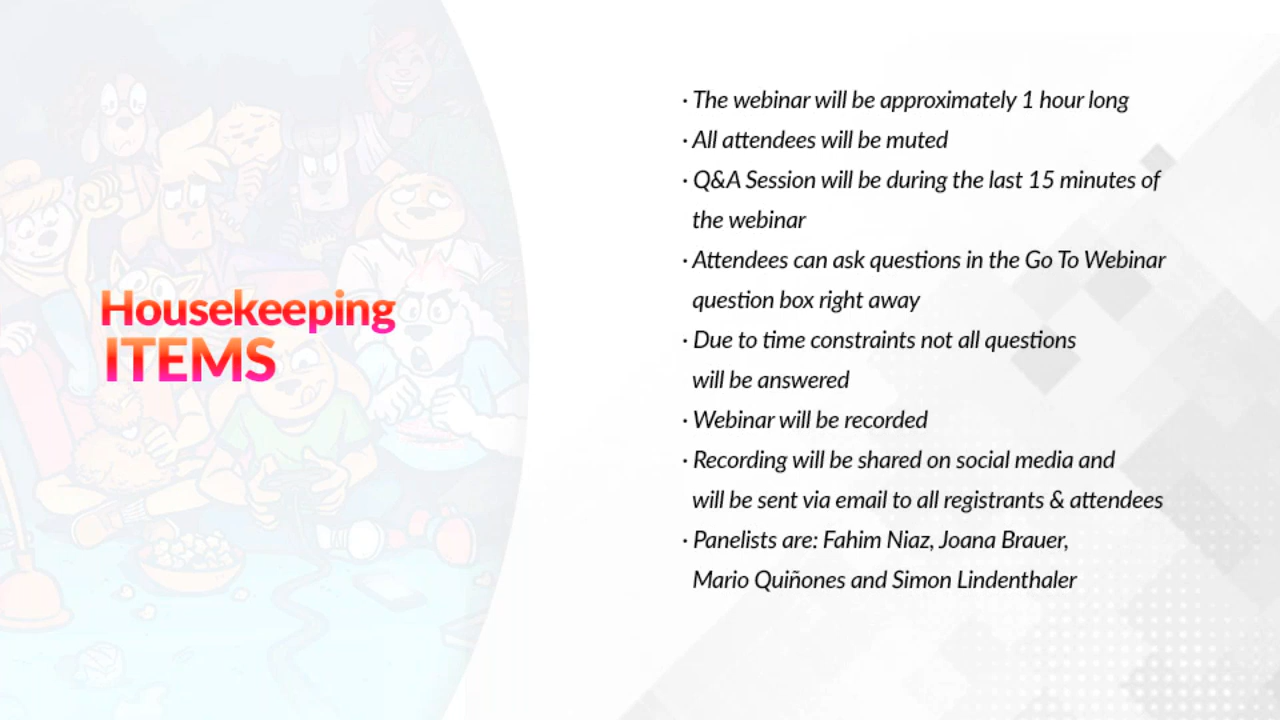 Housekeeping
ITEMS
· The webinar will be approximately 1 hour long
· All attendees will be muted
· Q&A Session will be during the last 15 minutes of
the webinar
· Attendees can ask questions in the Go To Webinar
question box right away
· Due to time constraints not all questions
will be answered
· Webinar will be recorded
· Recording will be shared on social media and
will be sent via email to all registrants & attendees
· Panelists are: Fahim Niaz, Joana Brauer,
Mario Quiñones and Simon Lindenthaler